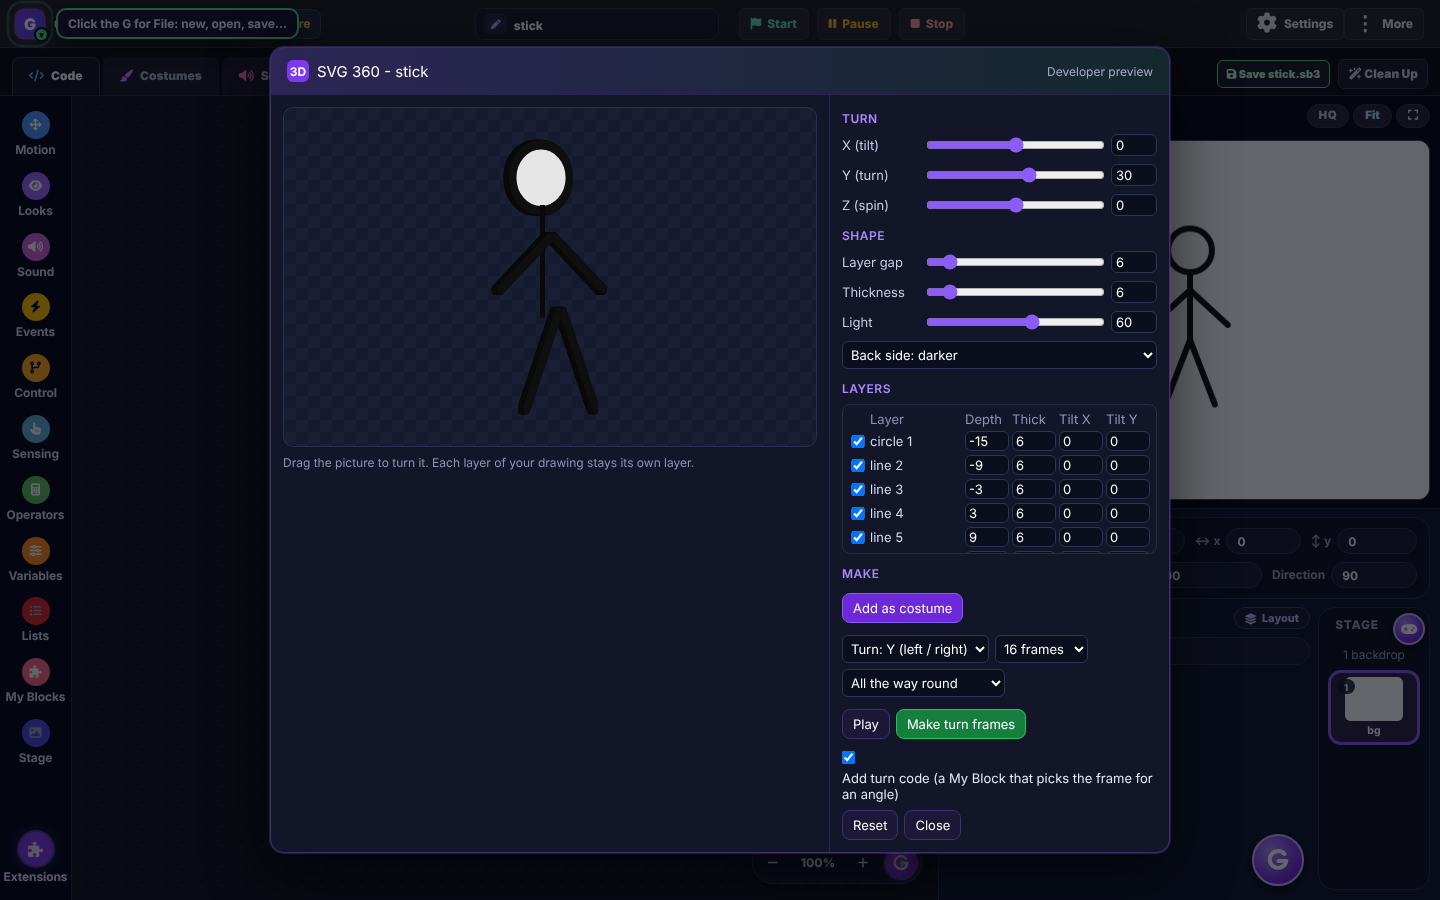 G
Click the G for File: new, open, save...
re
stick
Start
Pause
Stop
Settings
More
Code
Costumes
S
Save stick.sb3
Clean Up
3D SVG 360 - stick
Developer preview
HQ
Fit
Motion
Looks
Sound
Events
Control
Sensing
Operators
Variables
Lists
My Blocks
Stage
Extensions
Drag the picture to turn it. Each layer of your drawing stays its own layer.
TURN
X (tilt) 0
Y (turn) 30
Z (spin) 0
SHAPE
Layer gap 6
Thickness 6
Light 60
Back side: darker
LAYERS
Layer Depth Thick Tilt X Tilt Y
circle 1 -15 6 0 0
line 2 -9 6 0 0
line 3 -3 6 0 0
line 4 3 6 0 0
line 5 9 6 0 0
MAKE
Add as costume
Turn: Y (left / right) 16 frames
All the way round
Play Make turn frames
Add turn code (a My Block that picks the frame for
an angle)
Reset Close
x 0 y 0
Direction 90
Layout
STAGE
1 backdrop
1
bg
100%
G
G